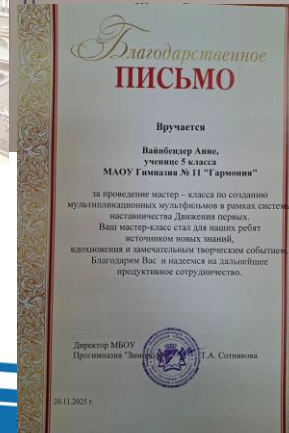 Благодарственное
ПИСЬМО
Вручается
Вайнбендер Анне,
ученице 5 класса
МАОУ Гимназия № 11 "Гармония"
за проведение мастер – класса по созданию
мультипликационных мультфильмов в рамках систем
наставничества Движения первых.
Ваш мастер-класс стал для наших ребят
источником новых знаний,
вдохновения и замечательным творческим событием.
Благодарим Вас и надеемся на дальнейшее
продуктивное сотрудничество.
Директор МБОУ
Прогимназия Т.А. Сотникова
20.11.2025 г.